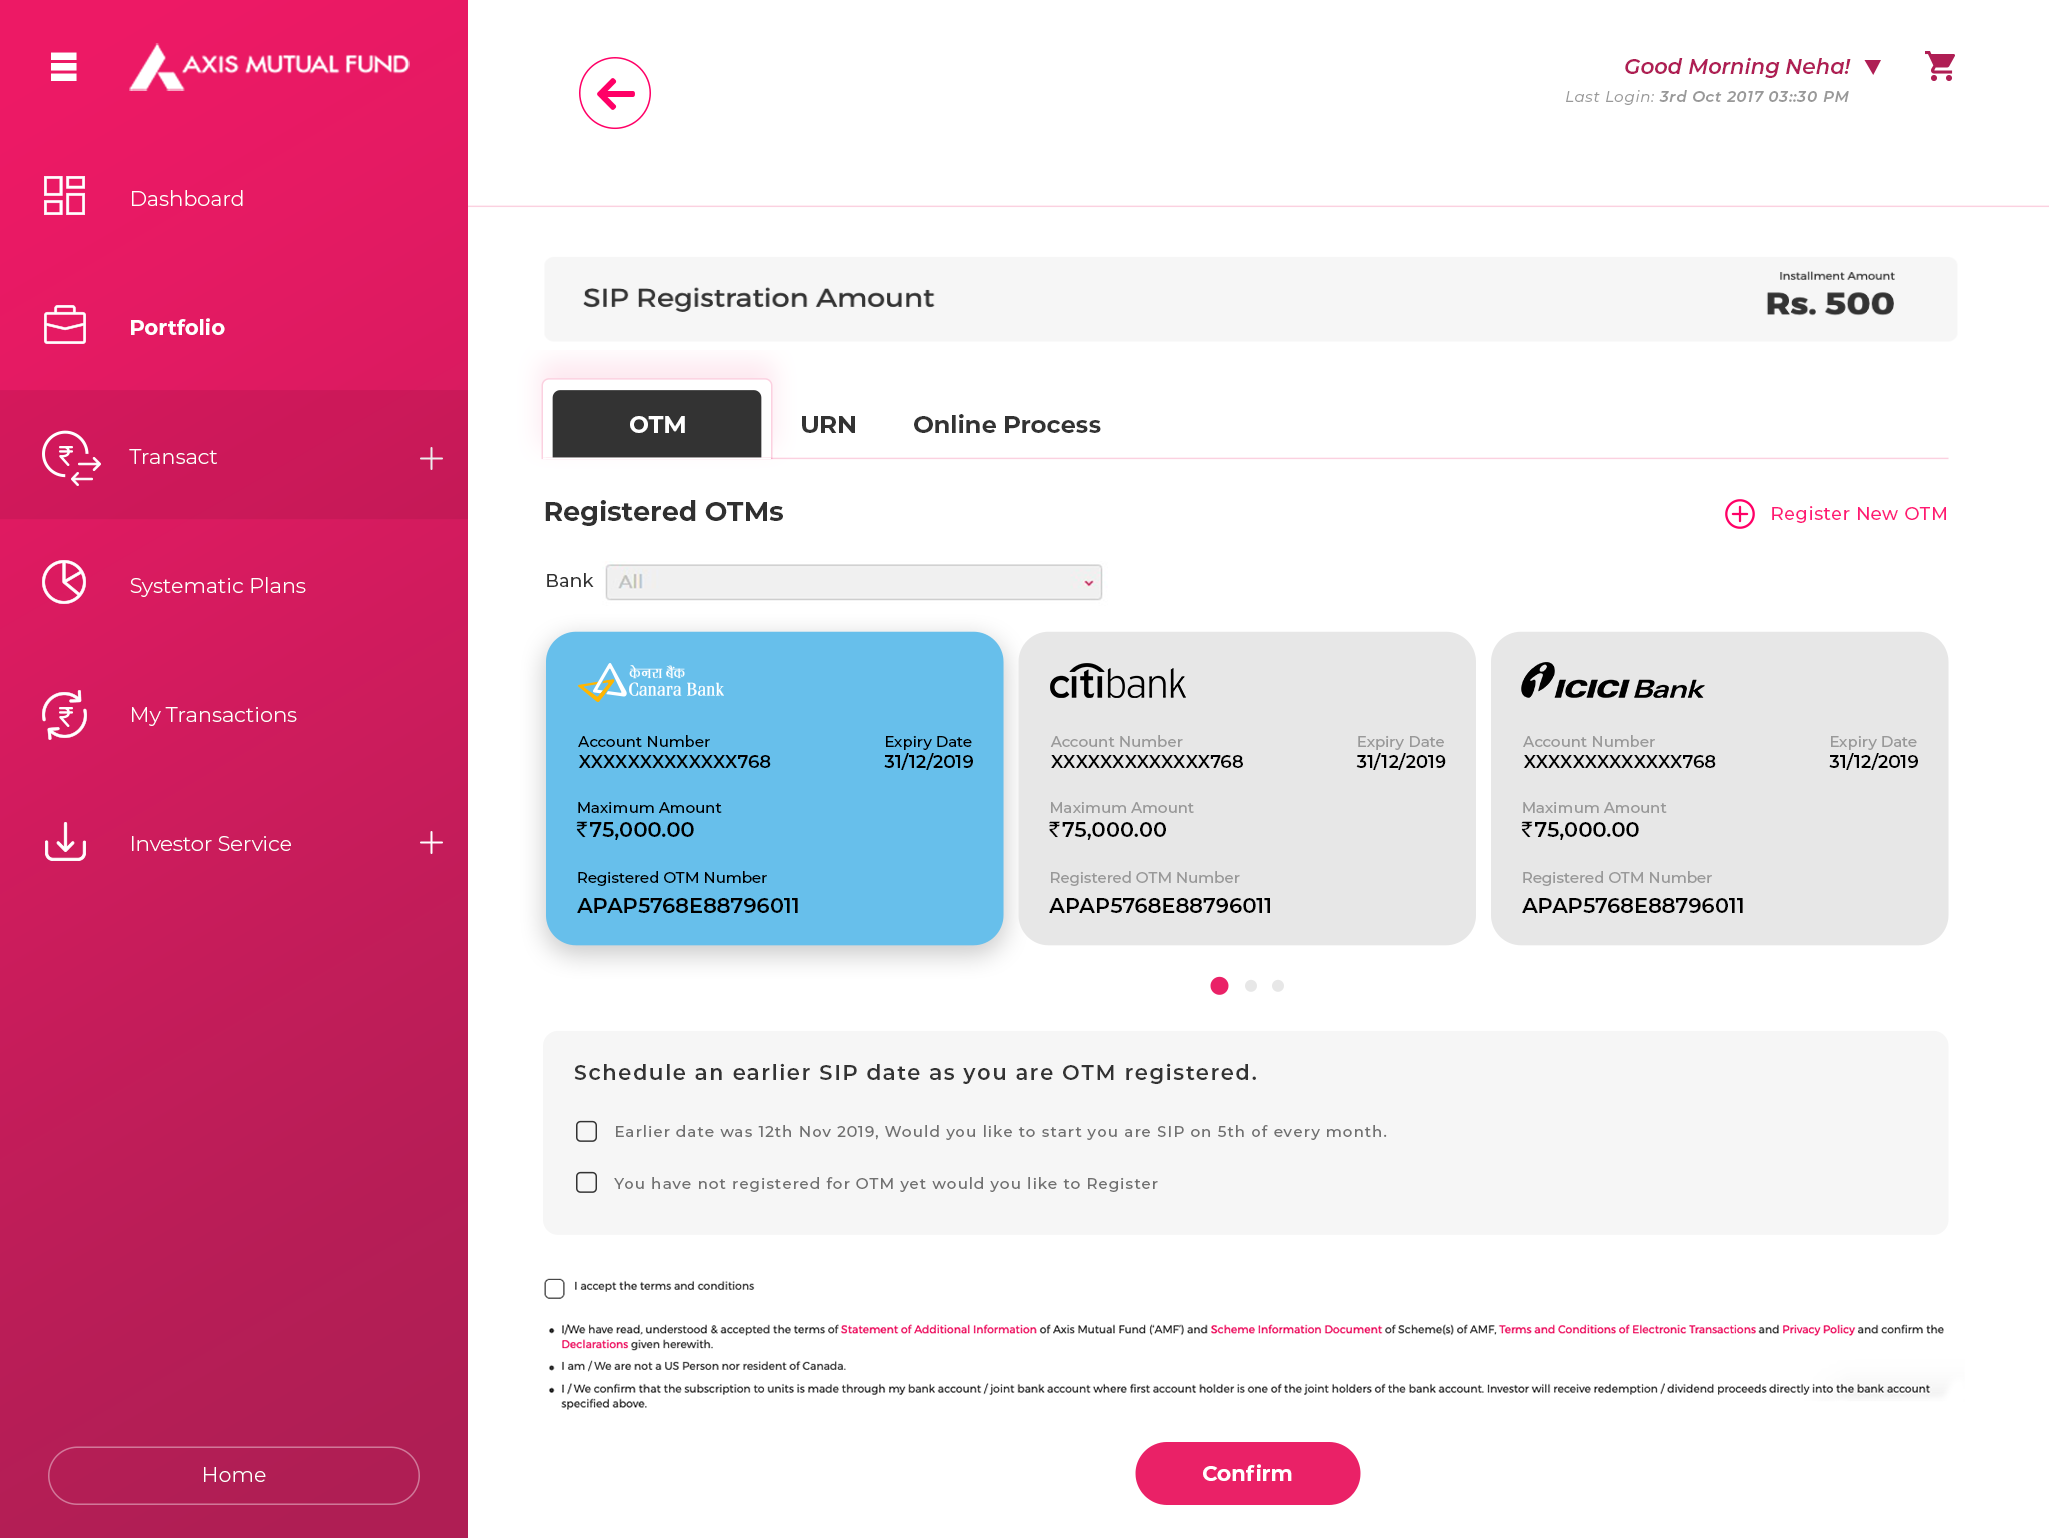 AXIS MUTUAL FUND
Dashboard
Portfolio
Transact
Systematic Plans
My Transactions
Investor Service
Home
Good Morning Neha!
Last Login: 3rd Oct 2017 03::30 PM
SIP Registration Amount
Installment Amount
Rs. 500
OTM
URN
Online Process
Registered OTMs
Register New OTM
Bank
All
केनरा बैंक
Canara Bank
Account Number
Expiry Date
XXXXXXXXXXXXX768
31/12/2019
Maximum Amount
₹75,000.00
Registered OTM Number
APAP5768E88796011
citibank
Account Number
Expiry Date
XXXXXXXXXXXXX768
31/12/2019
Maximum Amount
₹75,000.00
Registered OTM Number
APAP5768E88796011
ICICI Bank
Account Number
Expiry Date
XXXXXXXXXXXXX768
31/12/2019
Maximum Amount
₹75,000.00
Registered OTM Number
APAP5768E88796011
Schedule an earlier SIP date as you are OTM registered.
Earlier date was 12th Nov 2019, Would you like to start you are SIP on 5th of every month.
You have not registered for OTM yet would you like to Register
I accept the terms and conditions
• I/We have read, understood & accepted the terms of Statement of Additional Information of Axis Mutual Fund ('AMF') and Scheme Information Document of Scheme(s) of AMF, Terms and Conditions of Electronic Transactions and Privacy Policy and confirm the
Declarations given herewith.
• I am / We are not a US Person nor resident of Canada.
• I / We confirm that the subscription to units is made through my bank account / joint bank account where first account holder is one of the joint holders of the bank account. Investor will receive redemption / dividend proceeds directly into the bank account
specified above.
Confirm